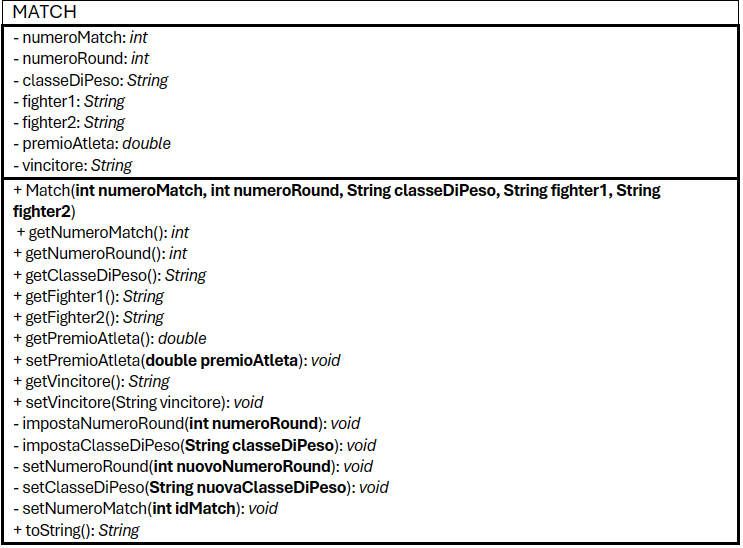 MATCH
- numeroMatch: int
- numeroRound: int
- classeDiPeso: String
- fighter1: String
- fighter2: String
- premioAtleta: double
- vincitore: String
+ Match(int numeroMatch, int numeroRound, String classeDiPeso, String fighter1, String
fighter2)
+ getNumeroMatch(): int
+ getNumeroRound(): int
+ getClasseDiPeso(): String
+ getFighter1(): String
+ getFighter2(): String
+ getPremioAtleta(): double
+ setPremioAtleta(double premioAtleta): void
+ getVincitore(): String
+ setVincitore(String vincitore): void
- impostaNumeroRound(int numeroRound): void
- impostaClasseDiPeso(String classeDiPeso): void
- setNumeroRound(int nuovoNumeroRound): void
- setClasseDiPeso(String nuovaClasseDiPeso): void
- setNumeroMatch(int idMatch): void
+ toString(): String